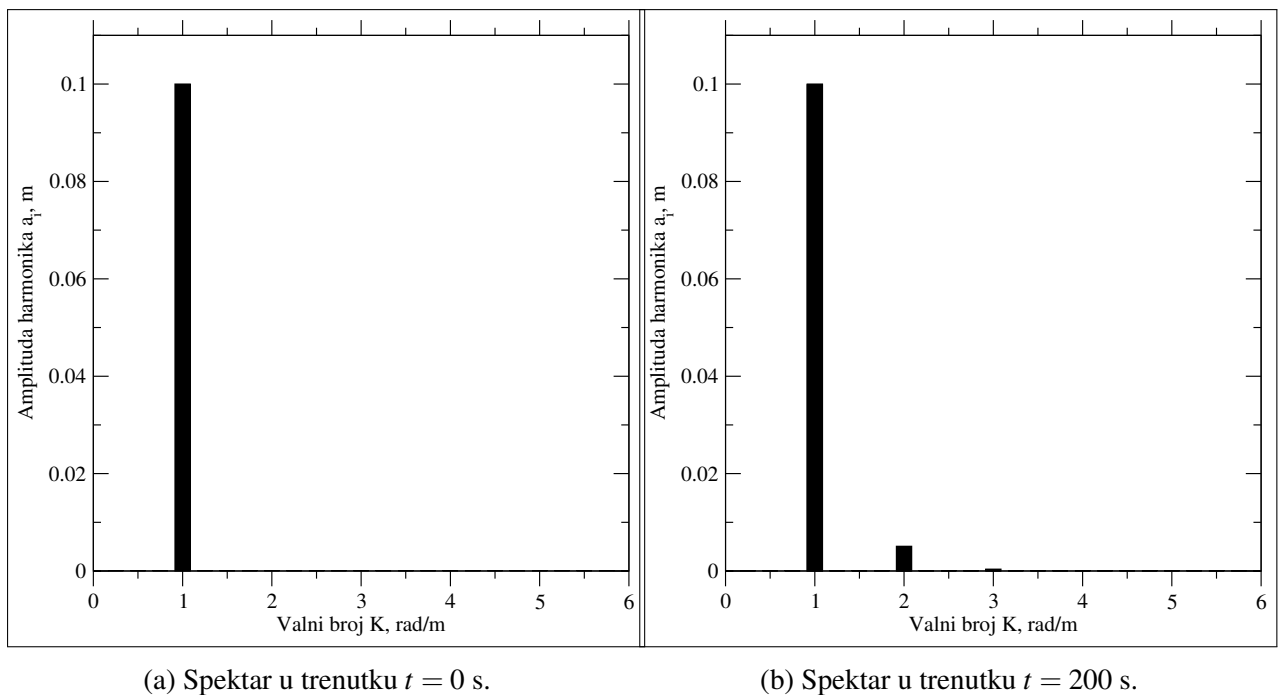 0.1
0.08
0.06
0.04
0.02
0
Amplituda harmonika a_i, m
0 1 2 3 4 5 6
Valni broj K, rad/m
(a) Spektar u trenutku t = 0 s.
0.1
0.08
0.06
0.04
0.02
0
Amplituda harmonika a_i, m
0 1 2 3 4 5 6
Valni broj K, rad/m
(b) Spektar u trenutku t = 200 s.